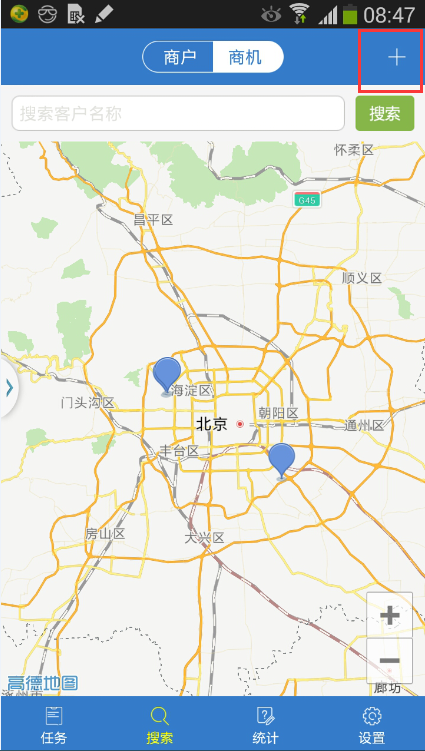 08:47
商户 商机
搜索客户名称 搜索
怀柔区
G45
昌平区
顺义区
海淀区
门头沟区
朝阳区
北京
通州区
丰台区
房山区
大兴区
高德地图
廊坊
任务 搜索 统计 设置